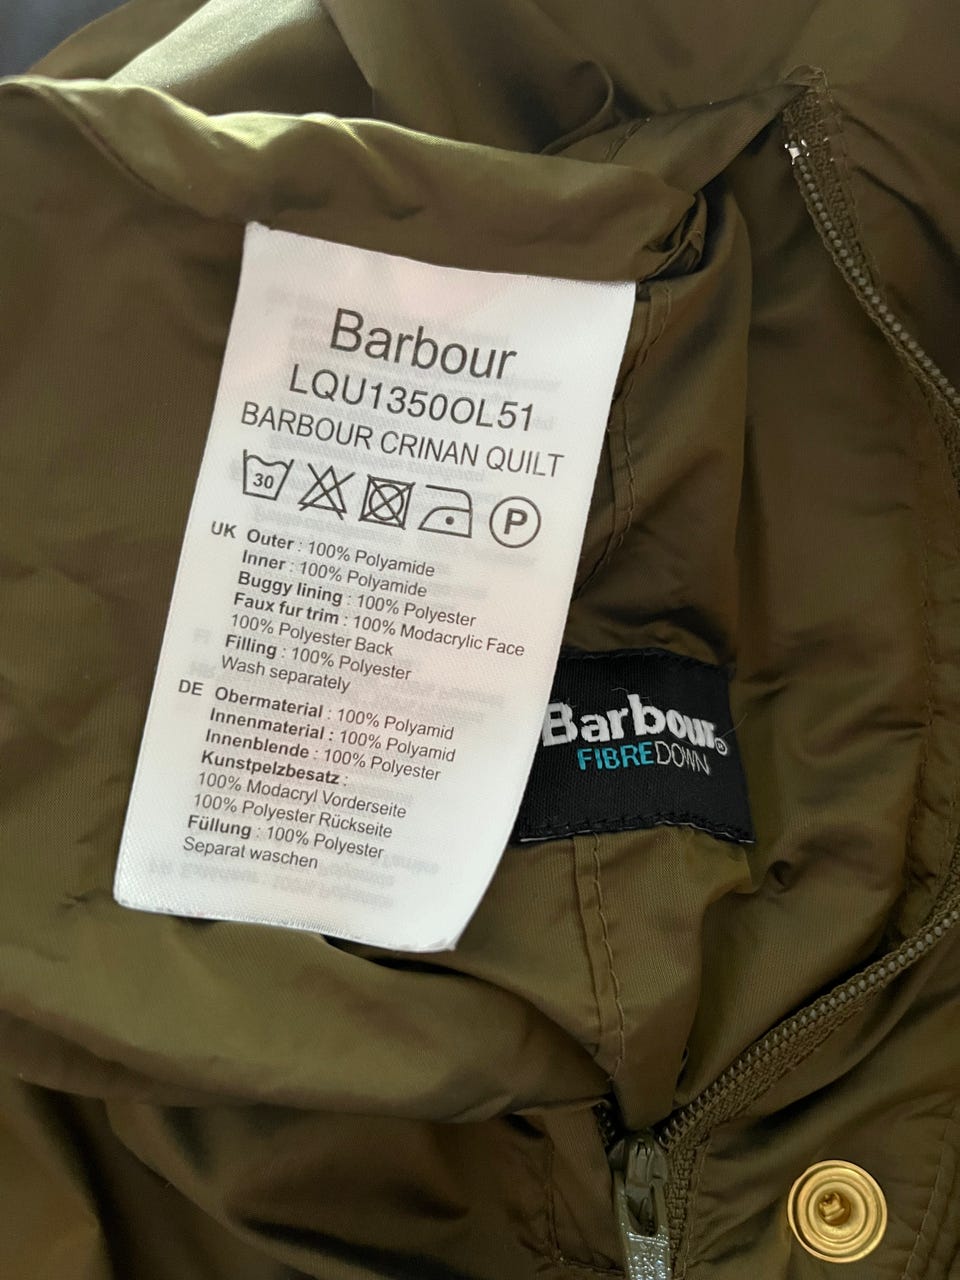 Barbour
LQU1350OL51
BARBOUR CRINAN QUILT
30 P
UK Outer : 100% Polyamide
Inner : 100% Polyamide
Buggy lining : 100% Polyester
Faux fur trim : 100% Modacrylic Face
100% Polyester Back
Filling : 100% Polyester
Wash separately
DE Obermaterial : 100% Polyamid
Innenmaterial : 100% Polyamid
Innenblende : 100% Polyester
Kunstpelzbesatz :
100% Modacryl Vorderseite
100% Polyester Rückseite
Füllung : 100% Polyester
Separat waschen
Barbour®
FIBREDOWN